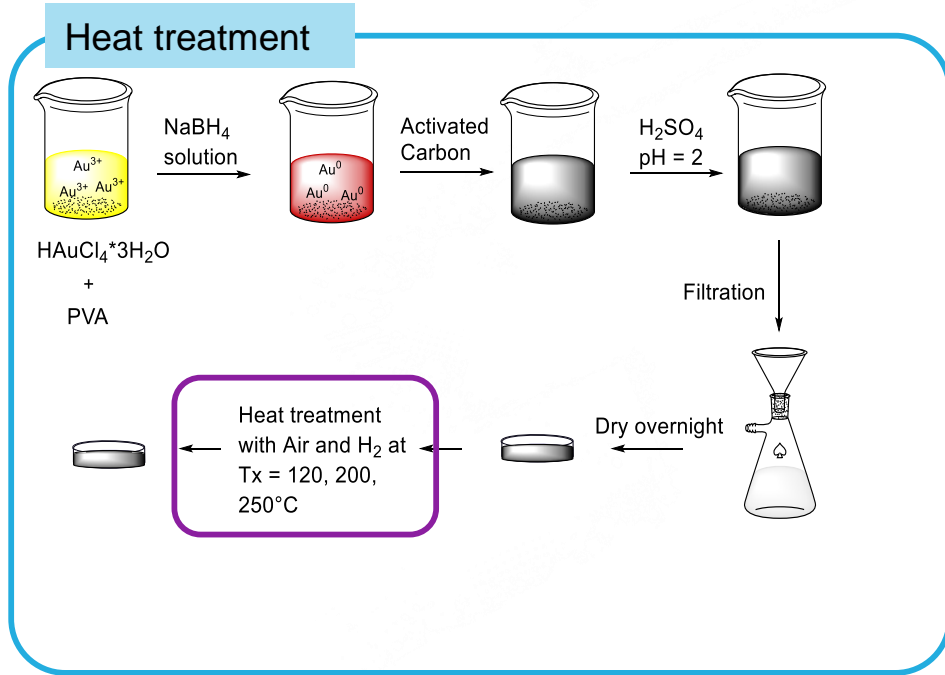 Heat treatment
Au³⁺
Au³⁺ Au³⁺
HAuCl₄*3H₂O
+
PVA
NaBH₄
solution
Au⁰
Au⁰ Au⁰
Activated
Carbon
H₂SO₄
pH = 2
Filtration
Dry overnight
Heat treatment
with Air and H₂ at
Tx = 120, 200,
250°C